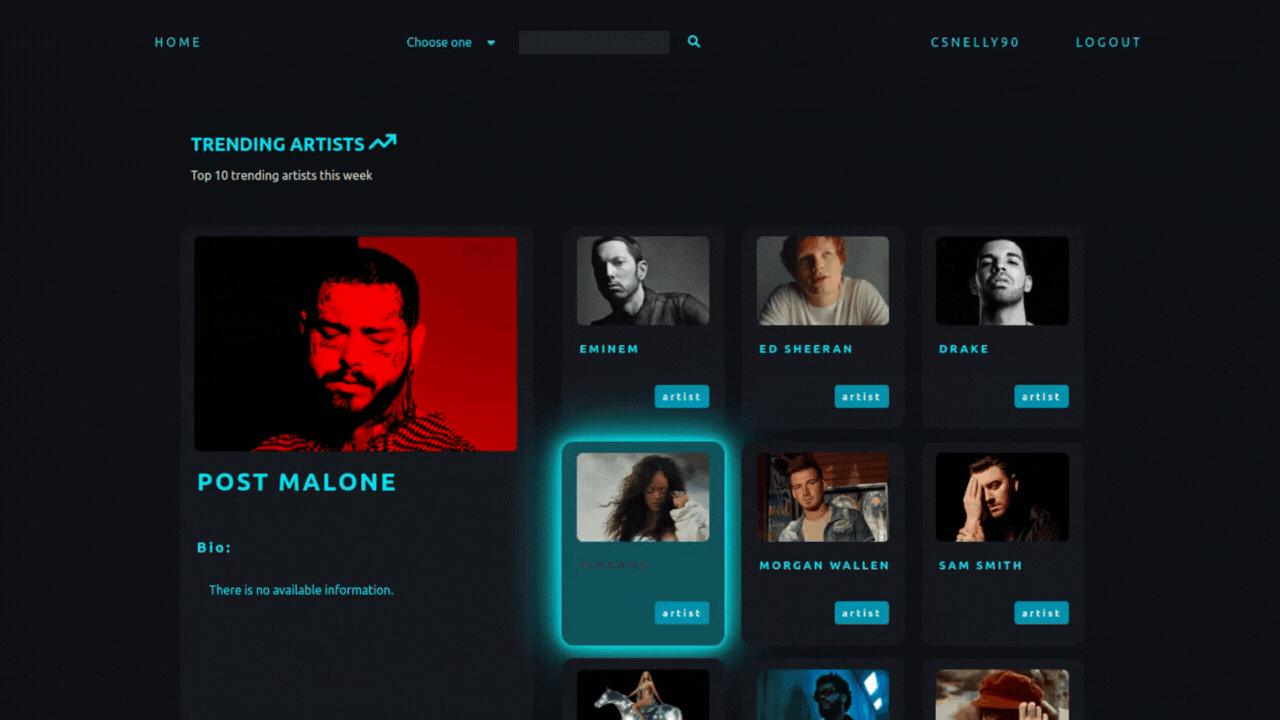 HOME
Choose one
CSNELLY90
LOGOUT
TRENDING ARTISTS
Top 10 trending artists this week
EMINEM
ED SHEERAN
DRAKE
artist
artist
artist
POST MALONE
Bio:
There is no available information.
MORGAN WALLEN
SAM SMITH
artist
artist
artist